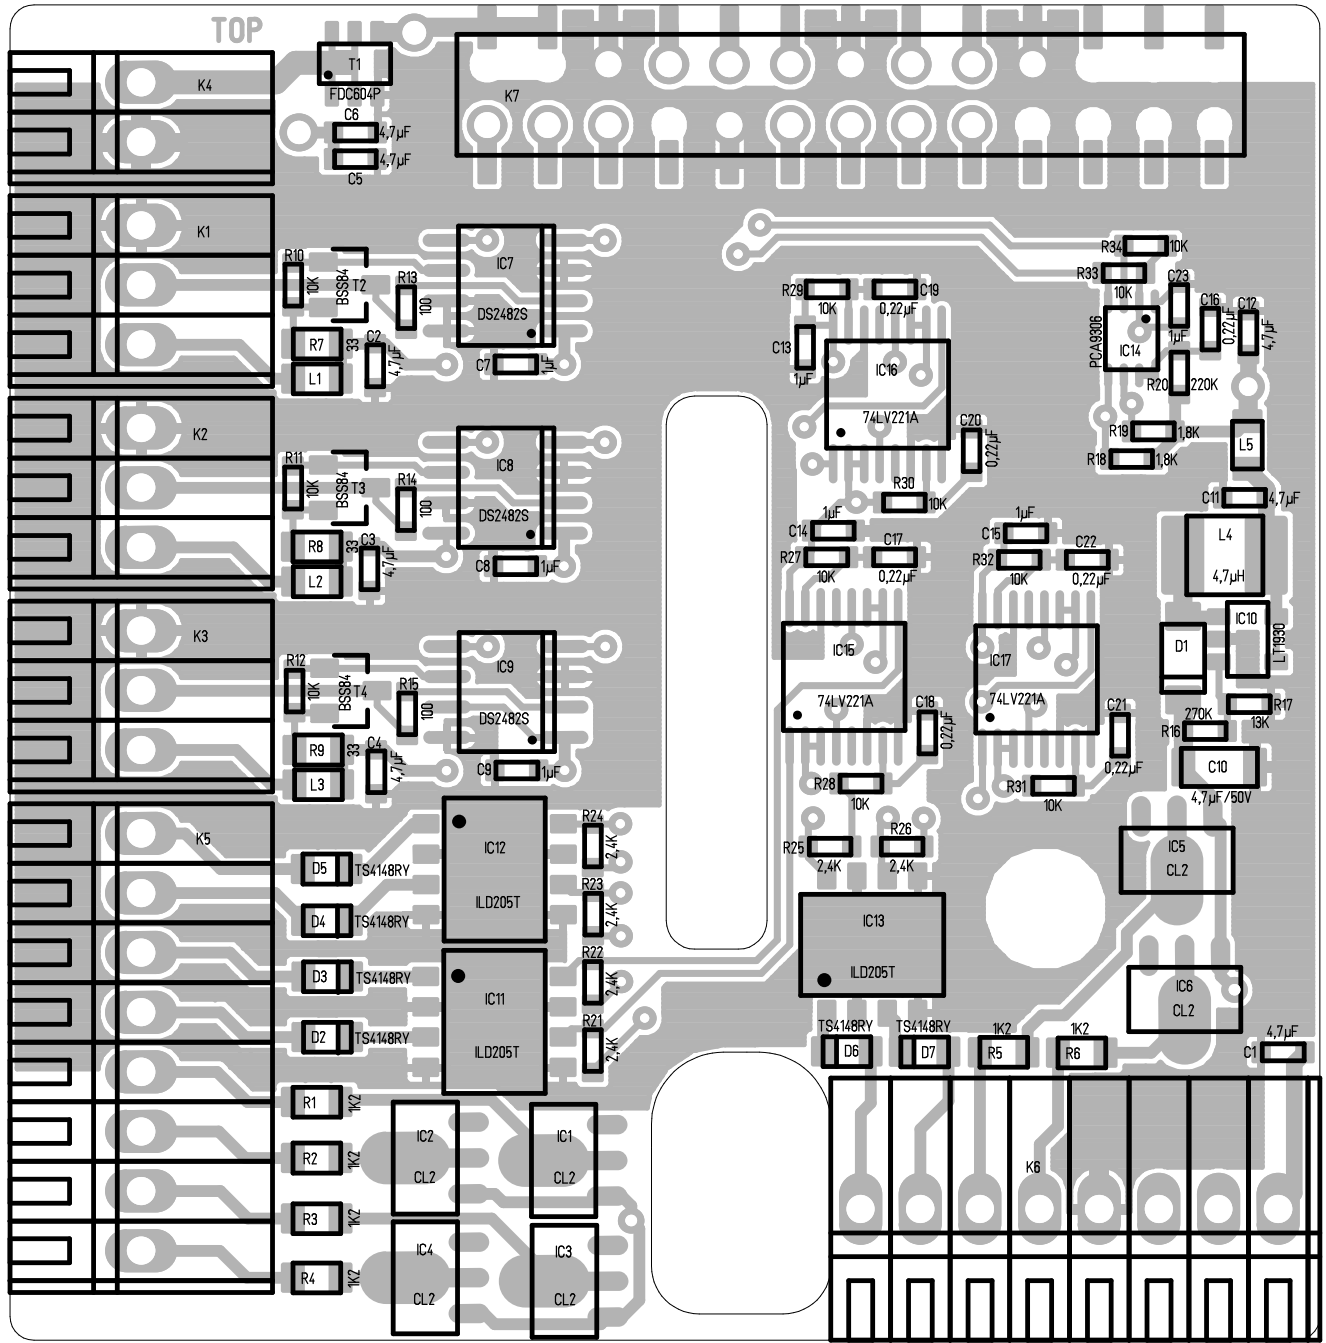 TOP
T1
FDC604P
K4
C6
4,7µF
4,7µF
C5
K7
K1
R10
10K
BSS84
T2
R13
100
IC7
DS2482S
R7
33
C2
4,7µF
L1
C7
1µF
R29
10K
C19
0,22µF
C13
1µF
IC16
74LV221A
C20
0,22µF
R30
10K
R34
10K
R33
10K
C23
1µF
C16
0,22µF
C12
4,7µF
PCA9306
IC14
R20
220K
R19
1,8K
R18
1,8K
L5
C11
4,7µF
L4
4,7µH
K2
R11
10K
BSS84
T3
R14
100
IC8
DS2482S
R8
33
C3
4,7µF
L2
C8
1µF
1µF
C14
R27
10K
C17
0,22µF
1µF
C15
R32
10K
C22
0,22µF
IC15
74LV221A
C18
0,22µF
IC17
74LV221A
C21
0,22µF
R28
10K
R31
10K
D1
IC10
LT1930
R17
13K
270K
R16
C10
4,7µF/50V
K3
R12
10K
BSS84
T4
R15
100
IC9
DS2482S
R9
33
C4
4,7µF
L3
C9
1µF
K5
D5
TS4148RY
D4
TS4148RY
D3
TS4148RY
D2
TS4148RY
IC12
ILD205T
IC11
ILD205T
R24
2,4K
R23
2,4K
R22
2,4K
R21
2,4K
R25
2,4K
R26
2,4K
IC13
ILD205T
IC5
CL2
IC6
CL2
TS4148RY
D6
TS4148RY
D7
1K2
R5
1K2
R6
4,7µF
C1
R1
1K2
R2
1K2
R3
1K2
R4
1K2
IC2
CL2
IC1
CL2
IC4
CL2
IC3
CL2
K6